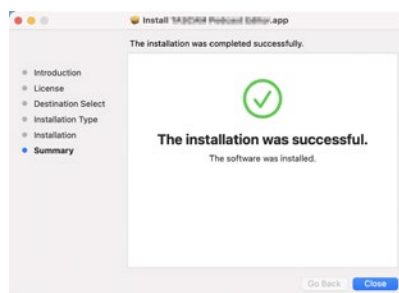 Install .app
The installation was completed successfully.
Introduction
License
Destination Select
Installation Type
Installation
Summary
The installation was successful.
The software was installed.
Go Back
Close